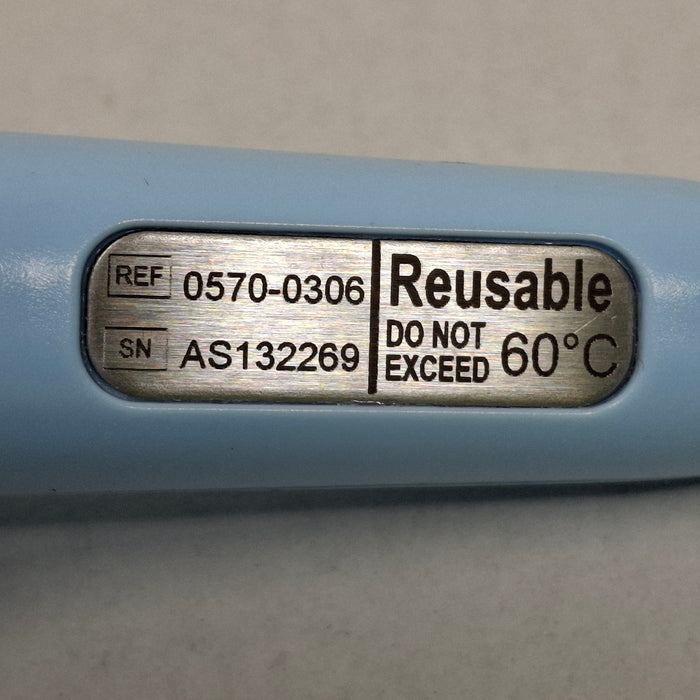 REF 0570-0306
SN AS132269
Reusable
DO NOT
EXCEED 60°C